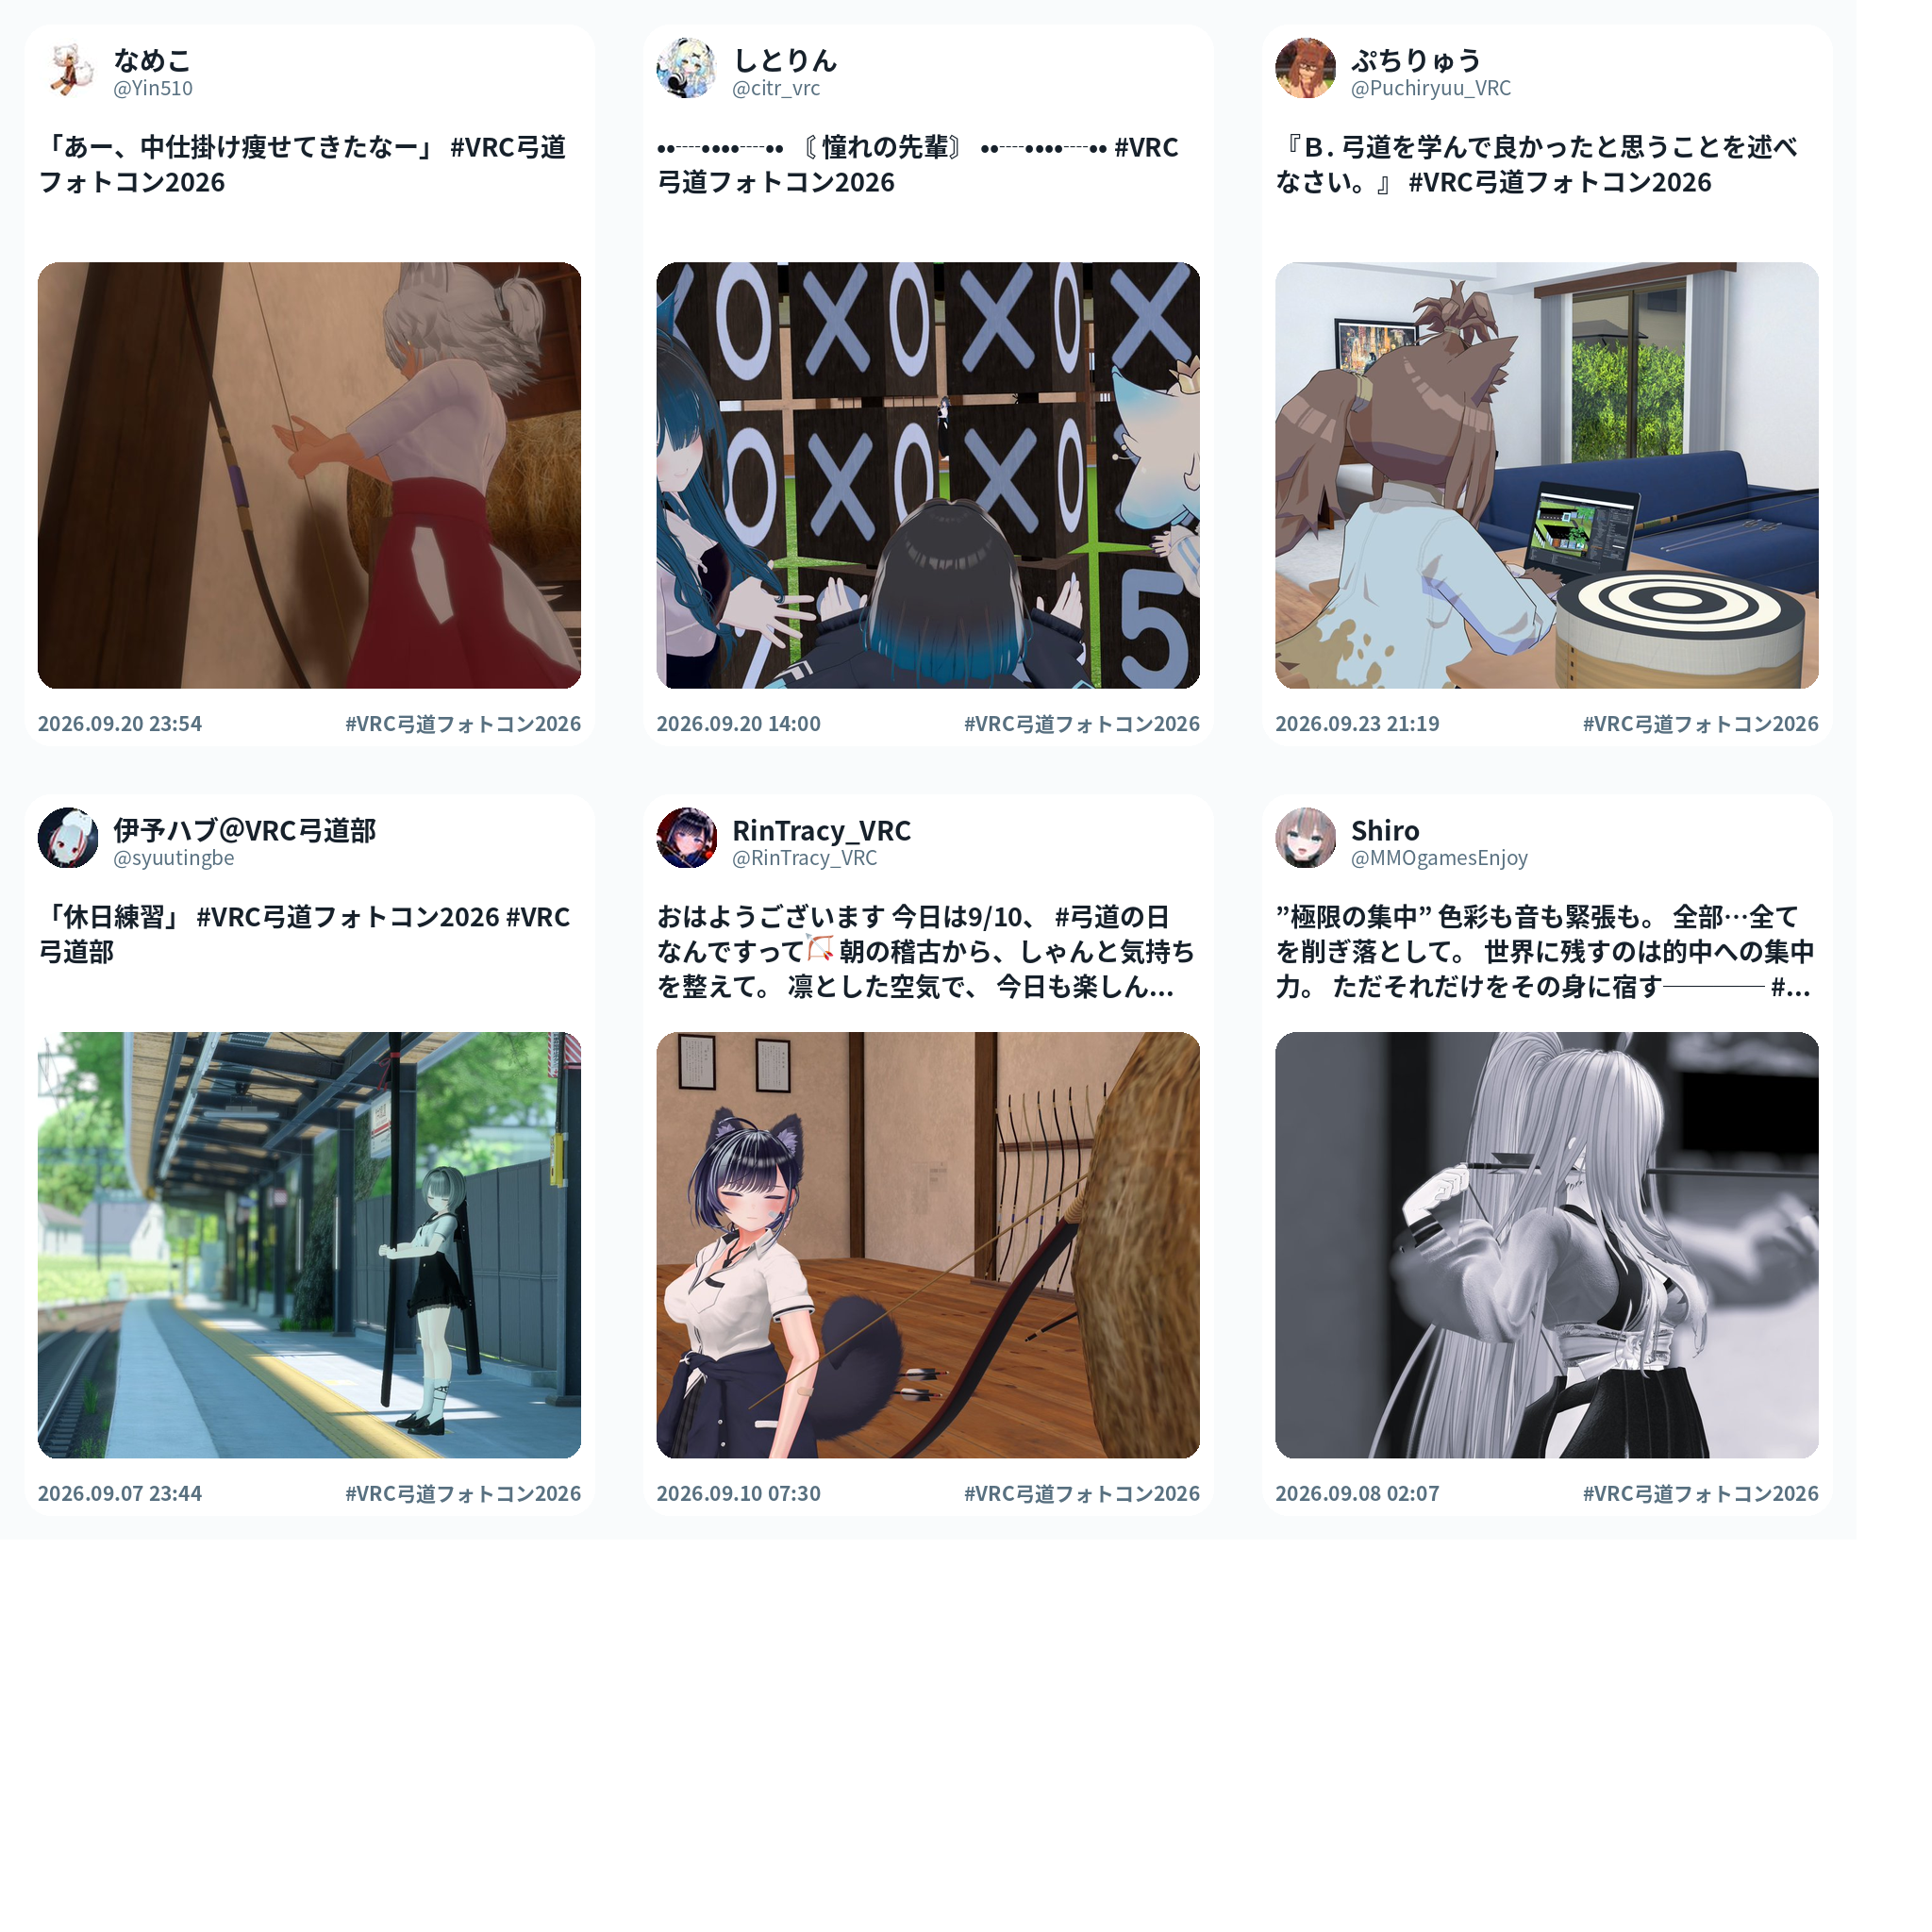 なめこ
@Yin510
「あー、中仕掛け痩せてきたなー」 #VRC弓道
フォトコン2026
2026.09.20 23:54 #VRC弓道フォトコン2026
しとりん
@citr_vrc
••┈┈••••┈┈•• 〘 憧れの先輩〙 ••┈┈••••┈┈•• #VRC
弓道フォトコン2026
O X O X O X
O X O X O
5
2026.09.20 14:00 #VRC弓道フォトコン2026
ぷちりゅう
@Puchiryuu_VRC
『Ｂ. 弓道を学んで良かったと思うことを述べ
なさい。』 #VRC弓道フォトコン2026
2026.09.23 21:19 #VRC弓道フォトコン2026
伊予ハブ＠VRC弓道部
@syuutingbe
「休日練習」 #VRC弓道フォトコン2026 #VRC
弓道部
2026.09.07 23:44 #VRC弓道フォトコン2026
RinTracy_VRC
@RinTracy_VRC
おはようございます 今日は9/10、 #弓道の日
なんですって🏹 朝の稽古から、しゃんと気持ち
を整えて。 凛とした空気で、 今日も楽しん...
2026.09.10 07:30 #VRC弓道フォトコン2026
Shiro
@MMOgamesEnjoy
”極限の集中” 色彩も音も緊張も。 全部…全て
を削ぎ落として。 世界に残すのは的中への集中
力。 ただそれだけをその身に宿す──── #...
2026.09.08 02:07 #VRC弓道フォトコン2026